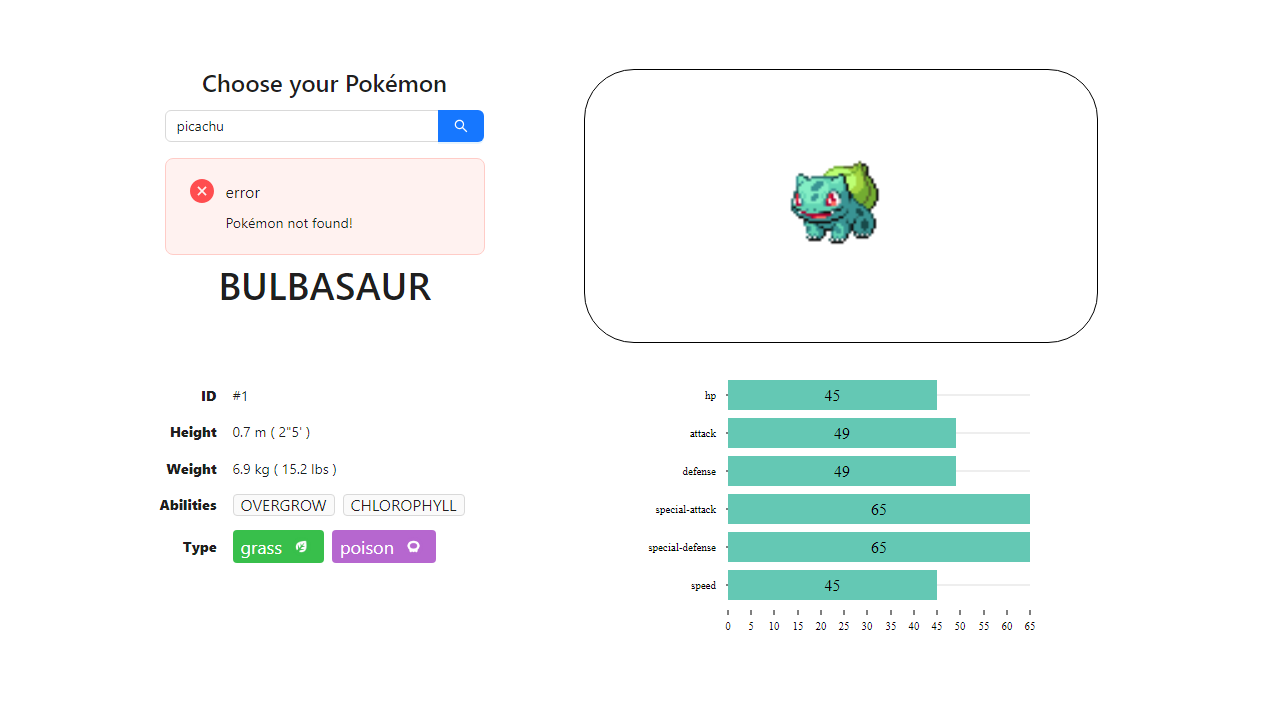 Choose your Pokémon
picachu
error
Pokémon not found!
BULBASAUR
ID #1
Height 0.7 m ( 2"5' )
Weight 6.9 kg ( 15.2 lbs )
Abilities OVERGROW CHLOROPHYLL
Type grass poison
hp 45
attack 49
defense 49
special-attack 65
special-defense 65
speed 45
0 5 10 15 20 25 30 35 40 45 50 55 60 65